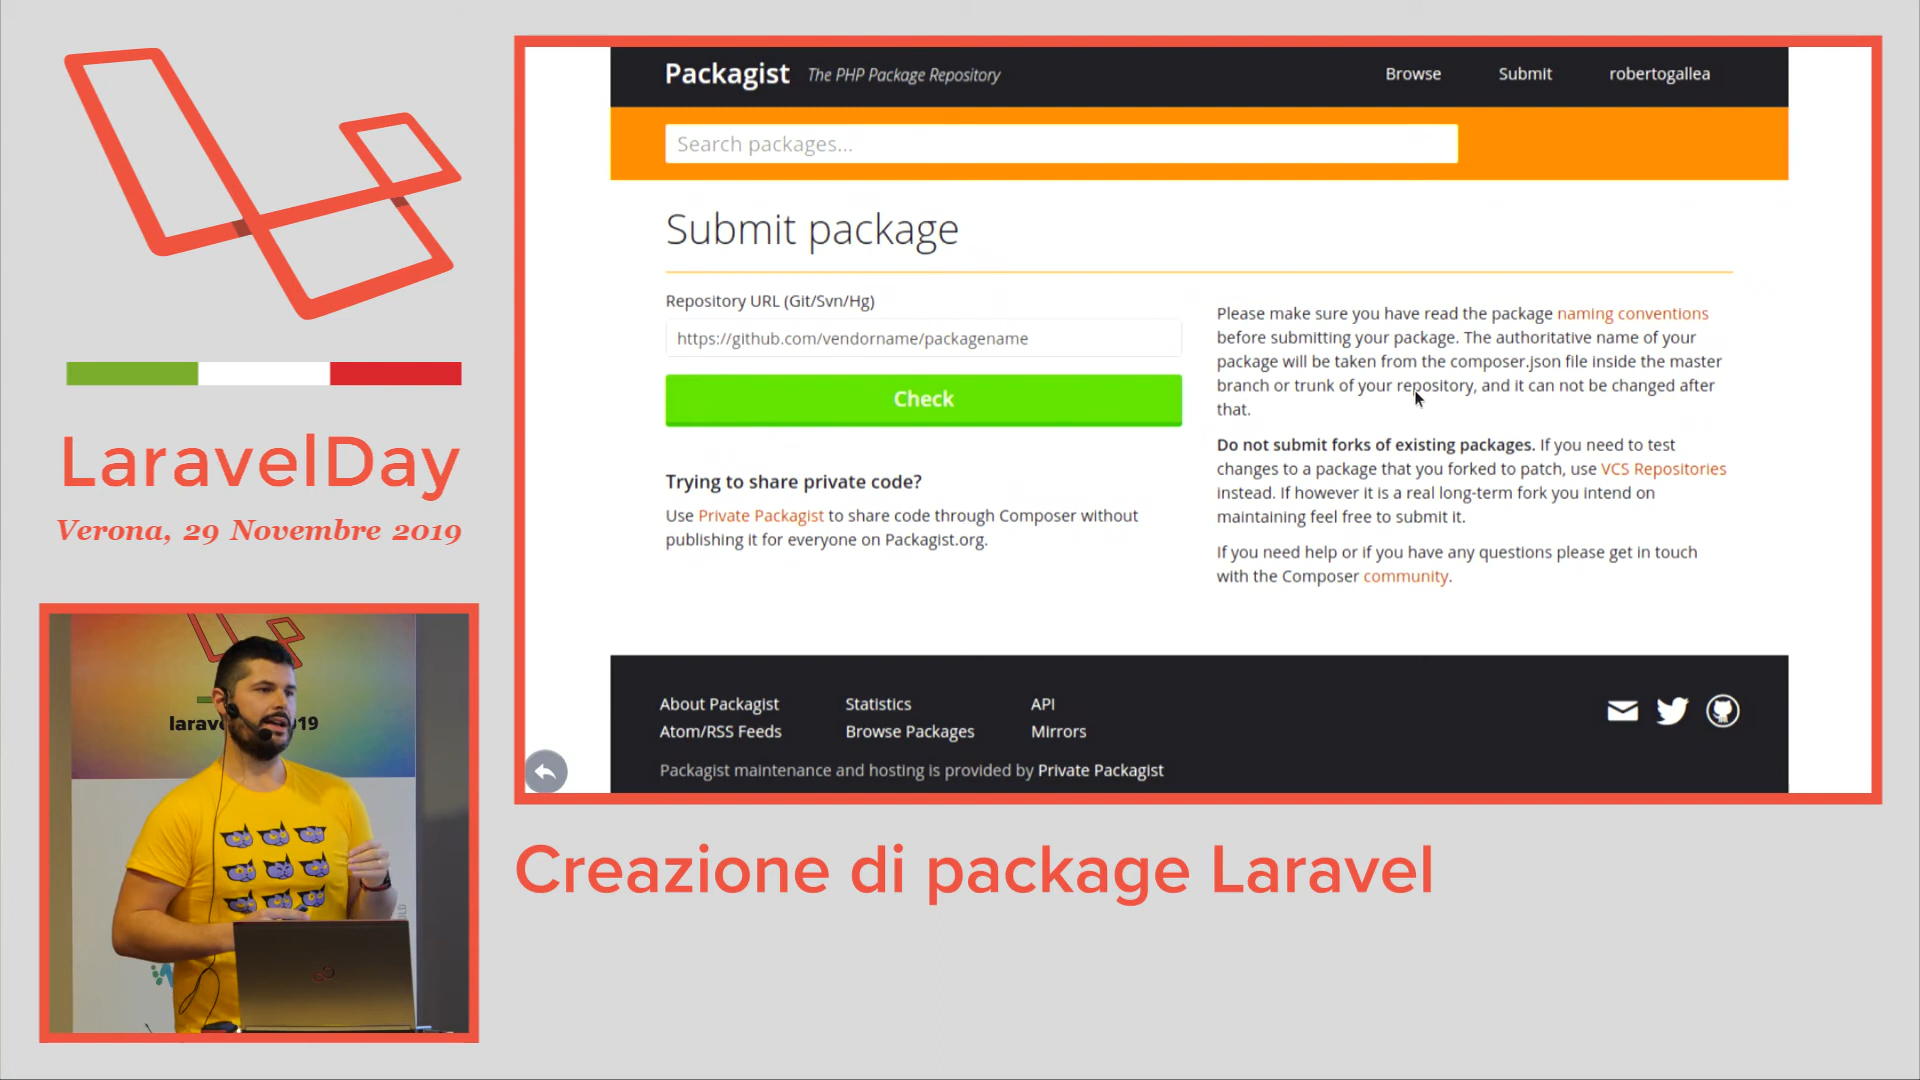 LaravelDay
Verona, 29 Novembre 2019
Packagist The PHP Package Repository
Browse
Submit
robertogallea
Search packages...
Submit package
Repository URL (Git/Svn/Hg)
https://github.com/vendorname/packagename
Check
Trying to share private code?
Use Private Packagist to share code through Composer without
publishing it for everyone on Packagist.org.
Please make sure you have read the package naming conventions
before submitting your package. The authoritative name of your
package will be taken from the composer.json file inside the master
branch or trunk of your repository, and it can not be changed after
that.
Do not submit forks of existing packages. If you need to test
changes to a package that you forked to patch, use VCS Repositories
instead. If however it is a real long-term fork you intend on
maintaining feel free to submit it.
If you need help or if you have any questions please get in touch
with the Composer community.
About Packagist
Statistics
API
Atom/RSS Feeds
Browse Packages
Mirrors
Packagist maintenance and hosting is provided by Private Packagist
Creazione di package Laravel